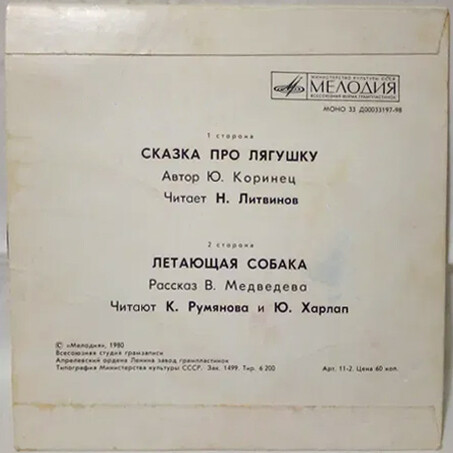 МИНИСТЕРСТВО КУЛЬТУРЫ СССР
МЕЛОДИЯ
ВСЕСОЮЗНАЯ ФИРМА ГРАМПЛАСТИНОК
МОНО 33 Д00033197-98
1 сторона
СКАЗКА ПРО ЛЯГУШКУ
Автор Ю. Коринец
Читает Н. Литвинов
2 сторона
ЛЕТАЮЩАЯ СОБАКА
Рассказ В. Медведева
Читают К. Румянова и Ю. Харлап
© «Мелодия», 1980
Всесоюзная студия грамзаписи
Апрелевский ордена Ленина завод грампластинок
Типография Министерства культуры СССР. Зак. 1499. Тир. 6 200
Арт. 11-2. Цена 60 коп.